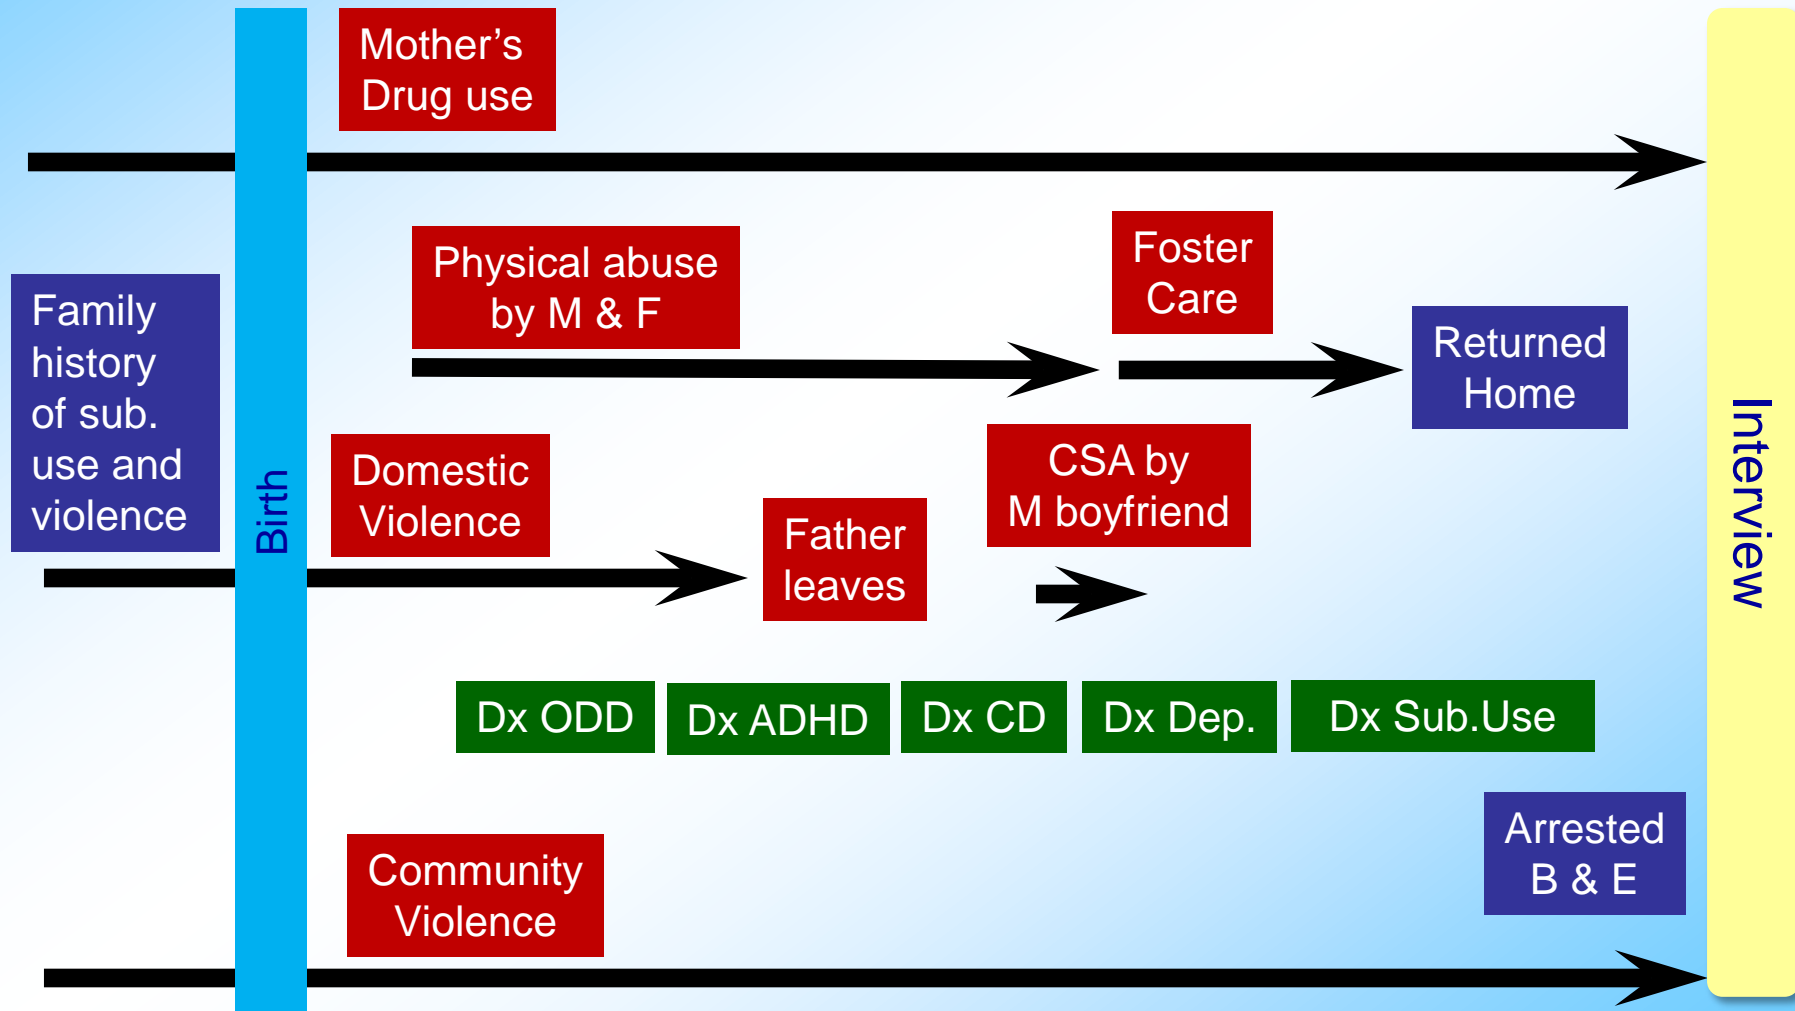 Mother’s
Drug use
Physical abuse
by M & F
Foster
Care
Returned
Home
Family
history
of sub.
use and
violence
Birth
Domestic
Violence
Father
leaves
CSA by
M boyfriend
Interview
Dx ODD
Dx ADHD
Dx CD
Dx Dep.
Dx Sub.Use
Arrested
B & E
Community
Violence